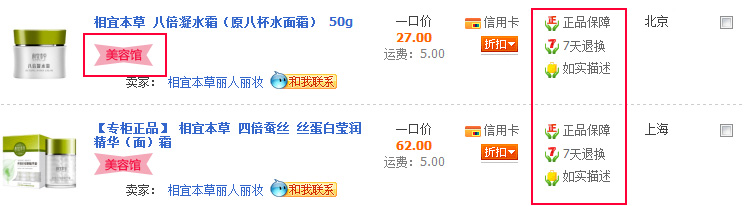 相宜本草 八倍凝水霜（原八杯水面霜） 50g
美容馆
卖家： 相宜本草丽人丽妆 和我联系
一口价
27.00
运费：5.00
信用卡
折扣
正品保障
7天退换
如实描述
北京
【专柜正品】 相宜本草 四倍蚕丝 丝蛋白莹润
精华（面）霜
美容馆
卖家： 相宜本草丽人丽妆 和我联系
一口价
62.00
运费：5.00
信用卡
折扣
正品保障
7天退换
如实描述
上海